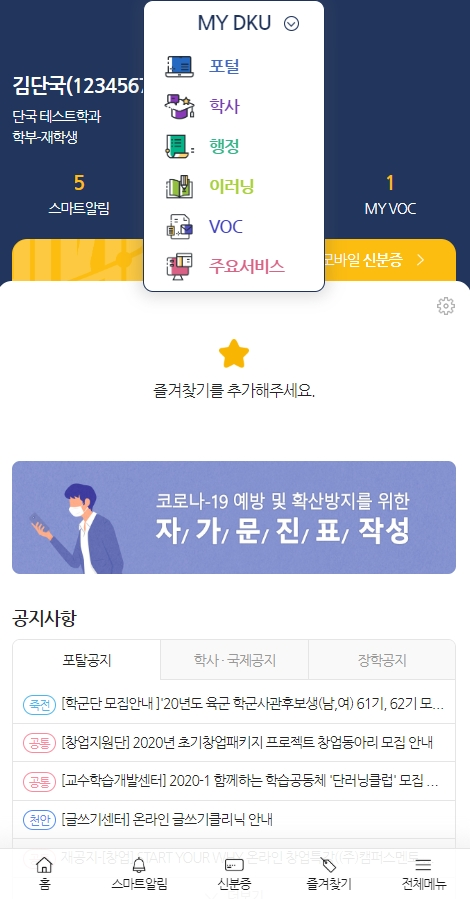 MY DKU
포털
학사
행정
이러닝
VOC
주요서비스
김단국(1234567
단국 테스트학과
학부-재학생
5
스마트알림
1
MY VOC
모바일 신분증
즐겨찾기를 추가해주세요.
코로나-19 예방 및 확산방지를 위한
자/ 가/ 문/ 진/ 표/ 작성
공지사항
포탈공지 학사 · 국제공지 장학공지
죽전 [학군단 모집안내 ]'20년도 육군 학군사관후보생(남,여) 61기, 62기 모...
공통 [창업지원단] 2020년 초기창업패키지 프로젝트 창업동아리 모집 안내
공통 [교수학습개발센터] 2020-1 함께하는 학습공동체 '단러닝클럽' 모집 ...
천안 [글쓰기센터] 온라인 글쓰기클리닉 안내
재공지-[창업] START YOUR WAY 온라인 창업특강((주)캠퍼스멘토
홈 스마트알림 신분증 즐겨찾기 전체메뉴